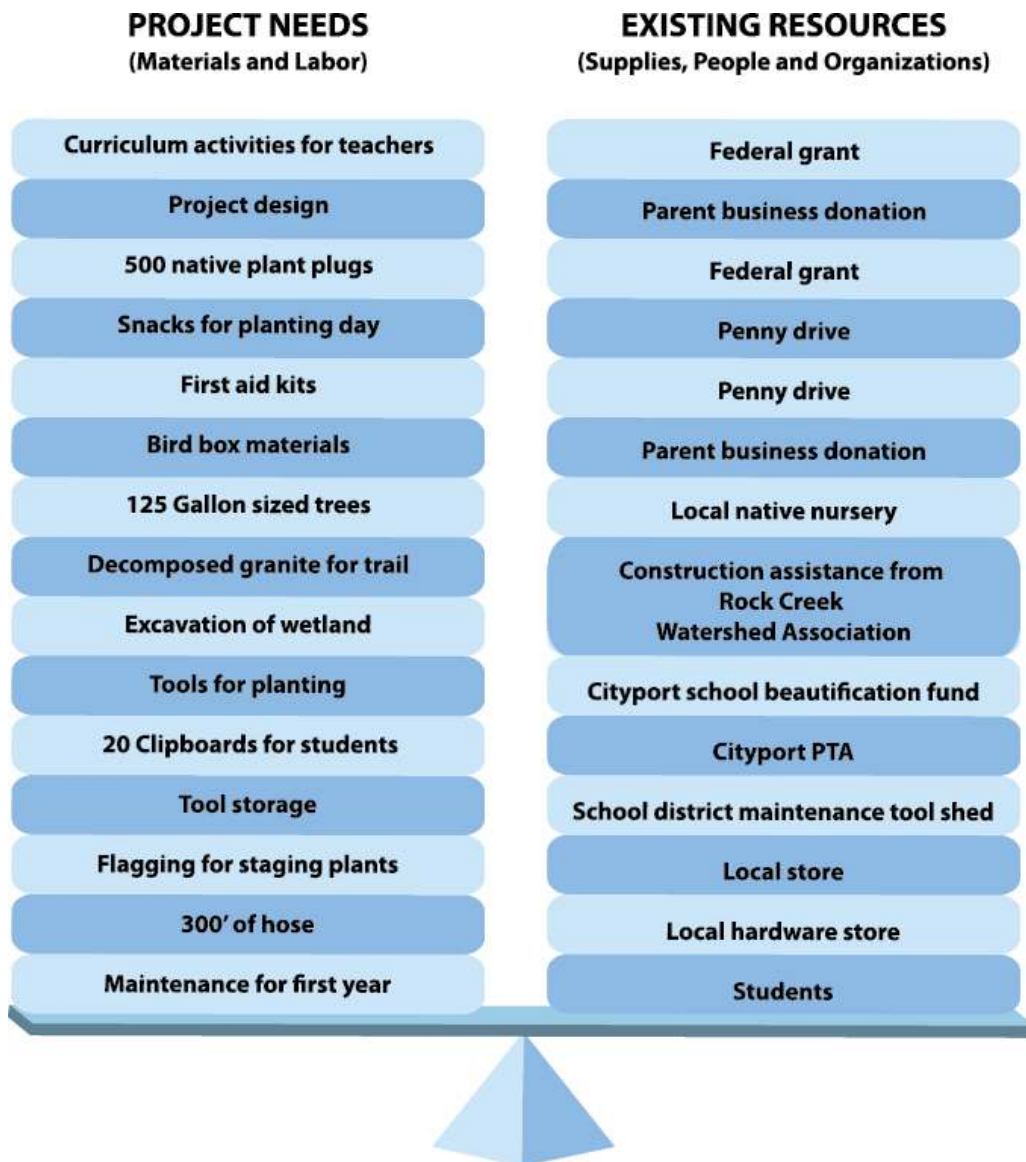 PROJECT NEEDS
(Materials and Labor)
Curriculum activities for teachers
Project design
500 native plant plugs
Snacks for planting day
First aid kits
Bird box materials
125 Gallon sized trees
Decomposed granite for trail
Excavation of wetland
Tools for planting
20 Clipboards for students
Tool storage
Flagging for staging plants
300’ of hose
Maintenance for first year
EXISTING RESOURCES
(Supplies, People and Organizations)
Federal grant
Parent business donation
Federal grant
Penny drive
Penny drive
Parent business donation
Local native nursery
Construction assistance from
Rock Creek
Watershed Association
Cityport school beautification fund
Cityport PTA
School district maintenance tool shed
Local store
Local hardware store
Students